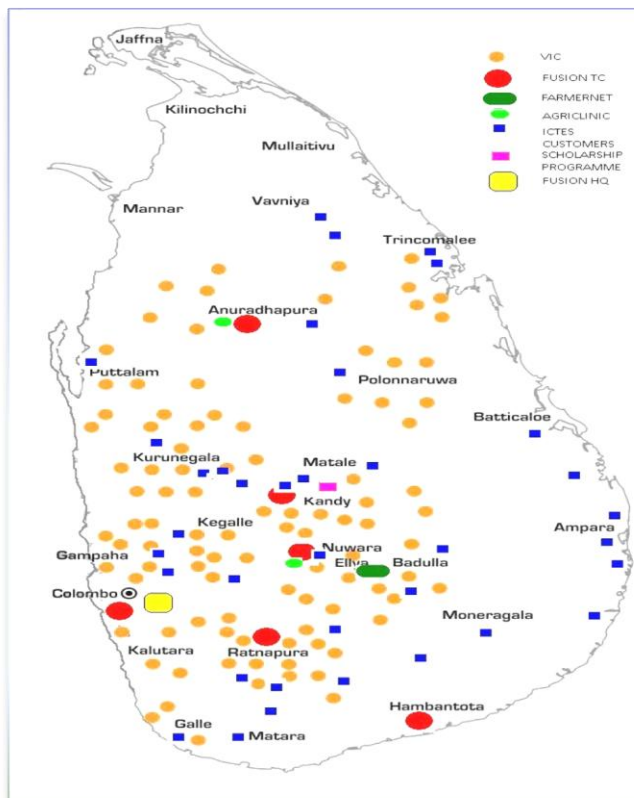 Jaffna
VIC
FUSION TC
Kilinochchi
FARMERNET
AGRICLINIC
ICTES
CUSTOMERS
Mullaitivu
SCHOLARSHIP
PROGRAMME
FUSION HQ
Mannar
Vavniya
Trincomalee
Anuradhapura
Puttalam
Polonnaruwa
Batticaloe
Kurunegala
Matale
Kandy
Kegalle
Ampara
Gampaha
Nuwara
Ellya
Badulla
Colombo
Moneragala
Kalutara
Ratnapura
Hambantota
Galle
Matara